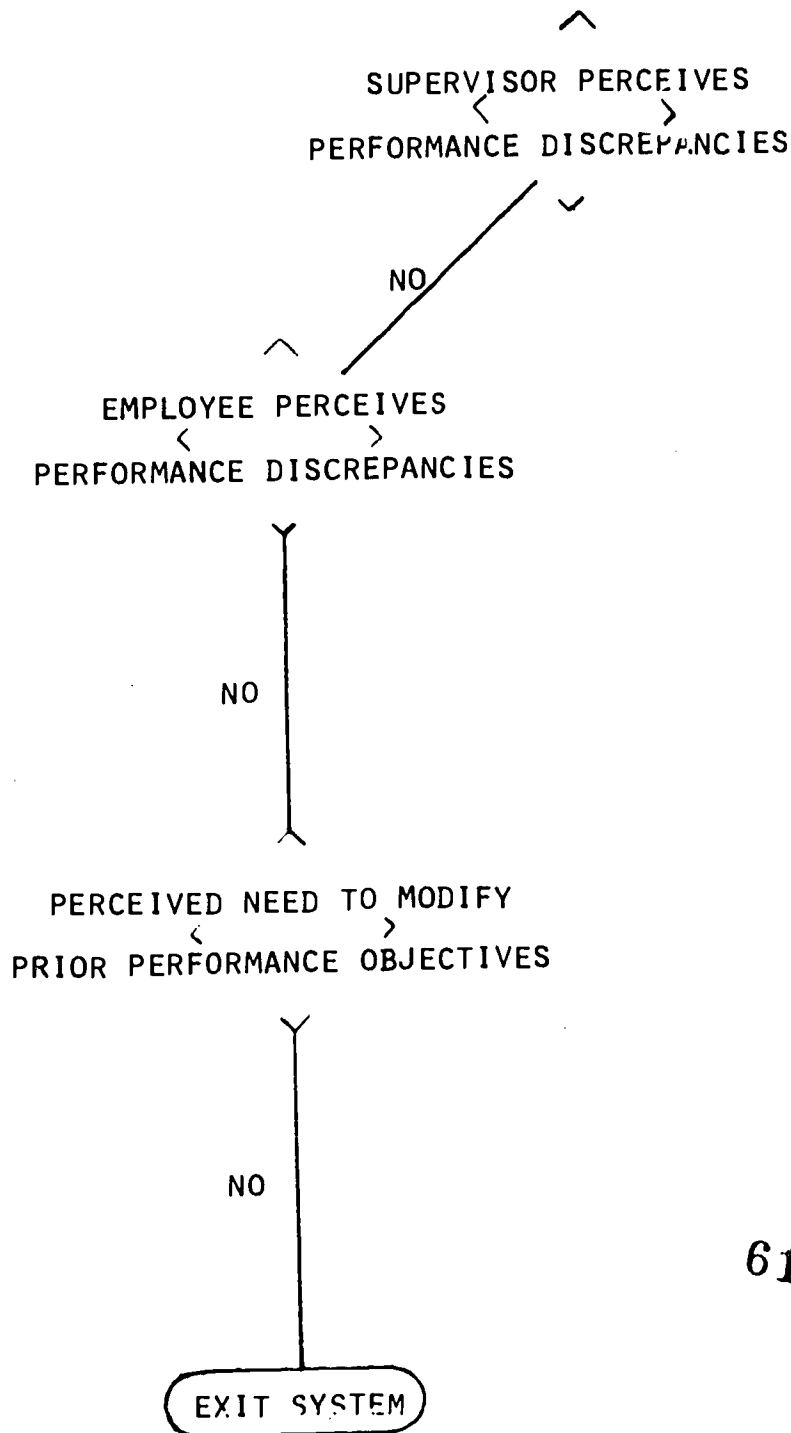 SUPERVISOR PERCEIVES
PERFORMANCE DISCREPANCIES
NO
EMPLOYEE PERCEIVES
PERFORMANCE DISCREPANCIES
NO
PERCEIVED NEED TO MODIFY
PRIOR PERFORMANCE OBJECTIVES
NO
61
EXIT SYSTEM